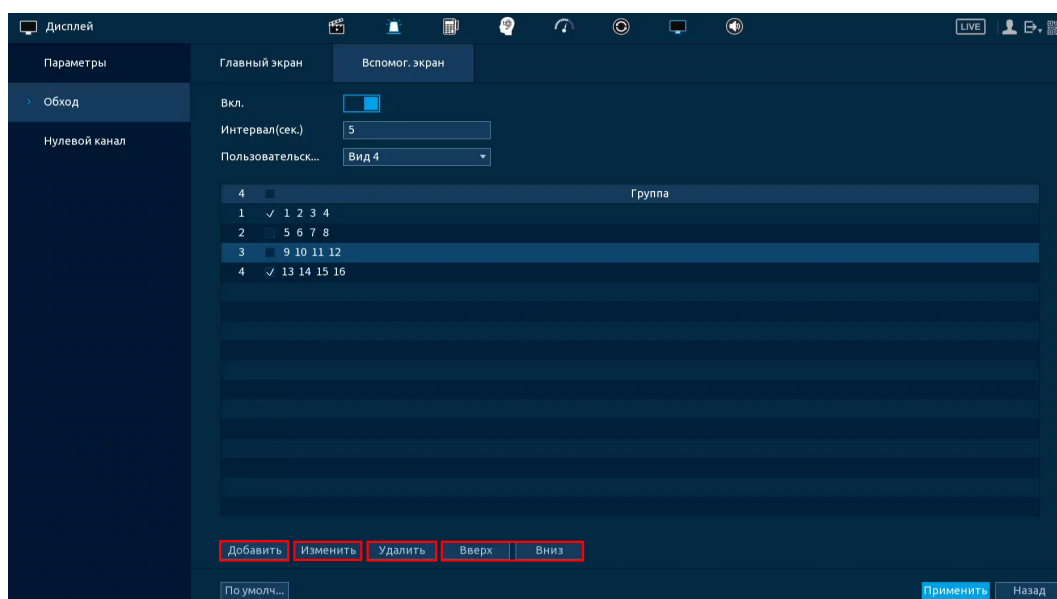 Дисплей
LIVE
Параметры
Обход
Нулевой канал
Главный экран Вспомог. экран
Вкл.
Интервал(сек.) 5
Пользовательск... Вид 4
4 Группа
1 1 2 3 4
2 5 6 7 8
3 9 10 11 12
4 13 14 15 16
Добавить Изменить Удалить Вверх Вниз
По умолч... Применить Назад